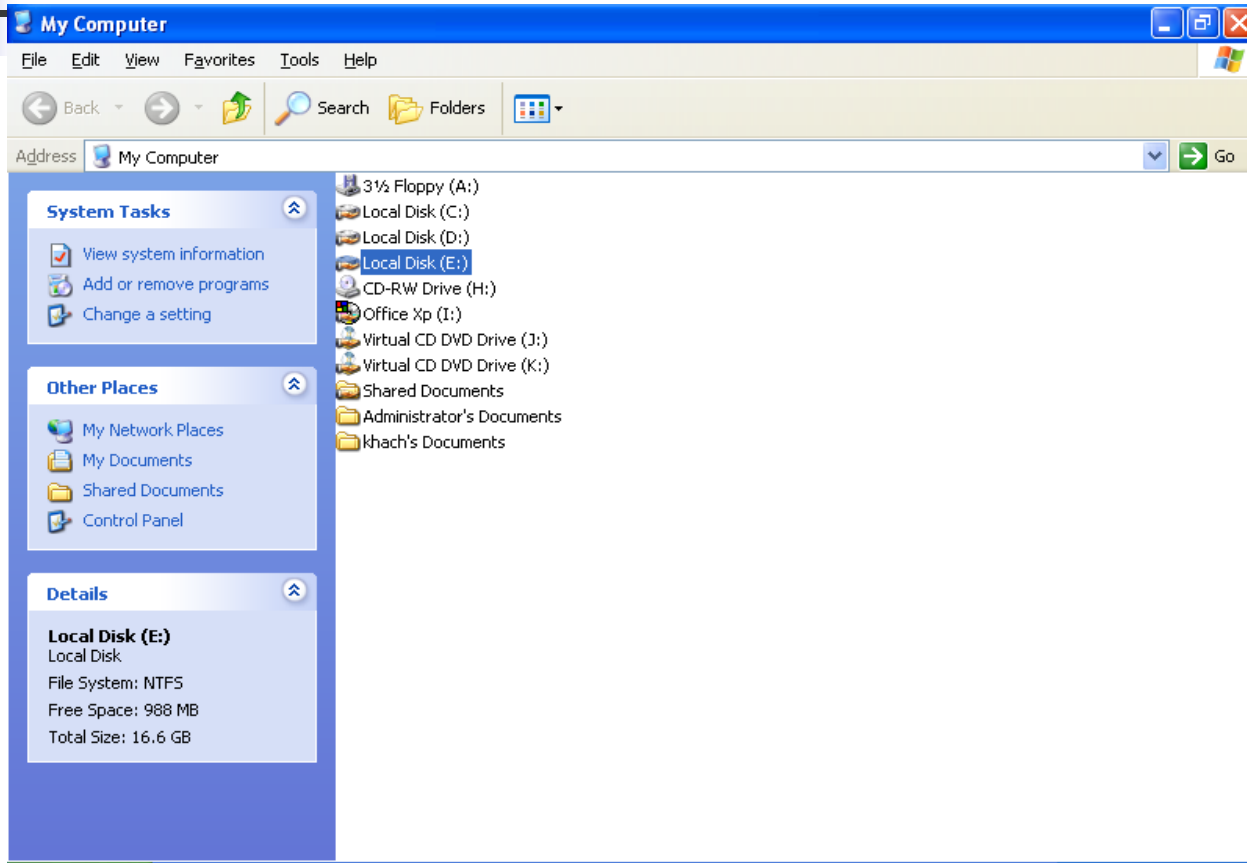 My Computer
File Edit View Favorites Tools Help
Back Search Folders
Address My Computer Go
System Tasks
View system information
Add or remove programs
Change a setting
Other Places
My Network Places
My Documents
Shared Documents
Control Panel
Details
Local Disk (E:)
Local Disk
File System: NTFS
Free Space: 988 MB
Total Size: 16.6 GB
3½ Floppy (A:)
Local Disk (C:)
Local Disk (D:)
Local Disk (E:)
CD-RW Drive (H:)
Office Xp (I:)
Virtual CD DVD Drive (J:)
Virtual CD DVD Drive (K:)
Shared Documents
Administrator's Documents
khach's Documents